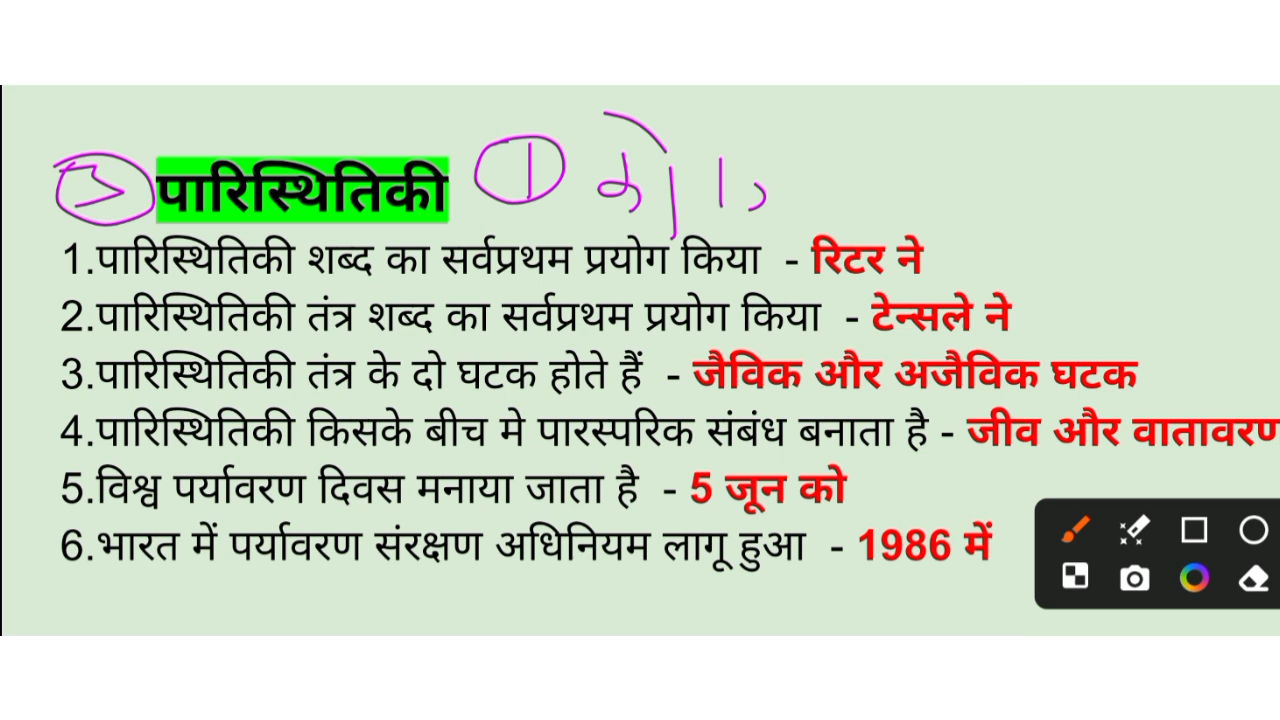 पारिस्थितिकी ①
1.पारिस्थितिकी शब्द का सर्वप्रथम प्रयोग किया - रिटर ने
2.पारिस्थितिकी तंत्र शब्द का सर्वप्रथम प्रयोग किया - टेन्सले ने
3.पारिस्थितिकी तंत्र के दो घटक होते हैं - जैविक और अजैविक घटक
4.पारिस्थितिकी किसके बीच मे पारस्परिक संबंध बनाता है - जीव और वातावरण
5.विश्व पर्यावरण दिवस मनाया जाता है - 5 जून को
6.भारत में पर्यावरण संरक्षण अधिनियम लागू हुआ - 1986 में